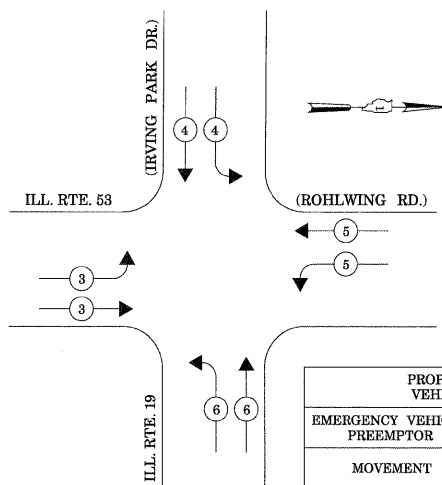 (IRVING PARK DR.)
4 4
ILL. RTE. 53
(ROHLWING RD.)
5
5
3
3
6 6
ILL. RTE. 19
EMERGENCY
PREEMPTOR
MOVEMENT